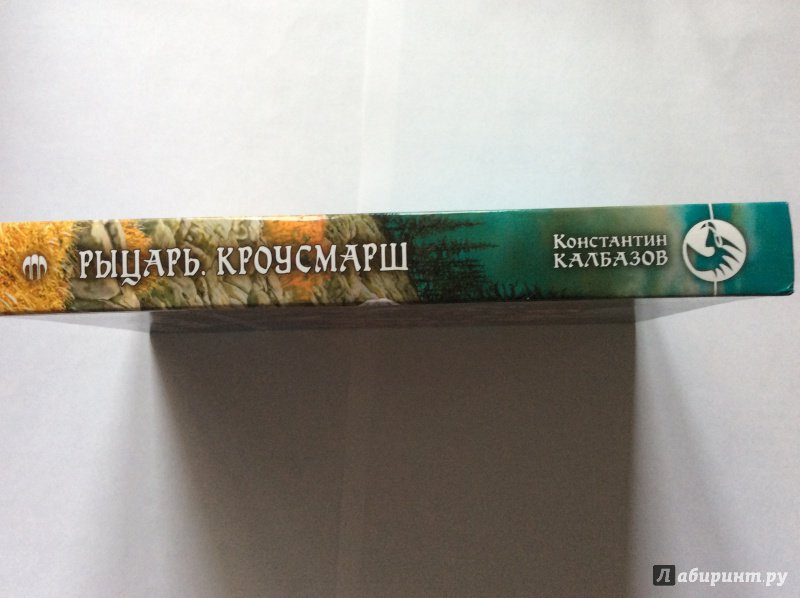 РЫЦАРЬ. КРОУСМАРШ
КОНСТАНТИН
КАЛБАЗОВ
Лабиринт.ру